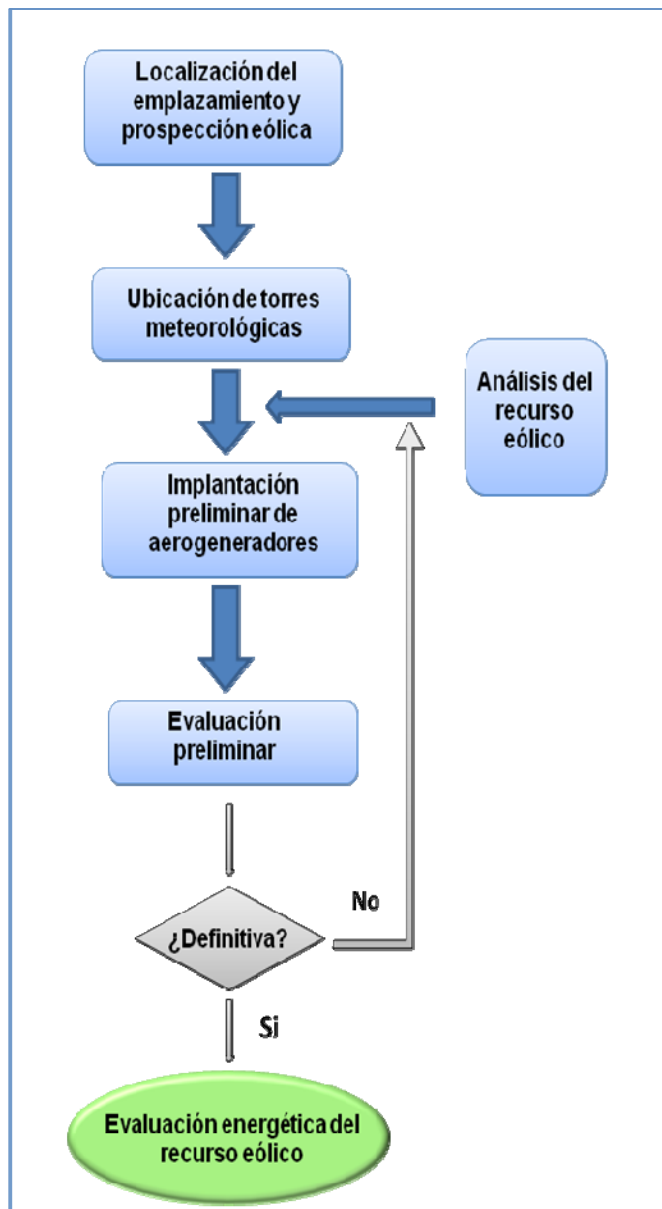 Localización del
emplazamiento y
prospección eólica
Ubicación de torres
meteorológicas
Análisis del
recurso
eólico
Implantación
preliminar de
aerogeneradores
Evaluación
preliminar
No
¿Definitiva?
Si
Evaluación energética del
recurso eólico